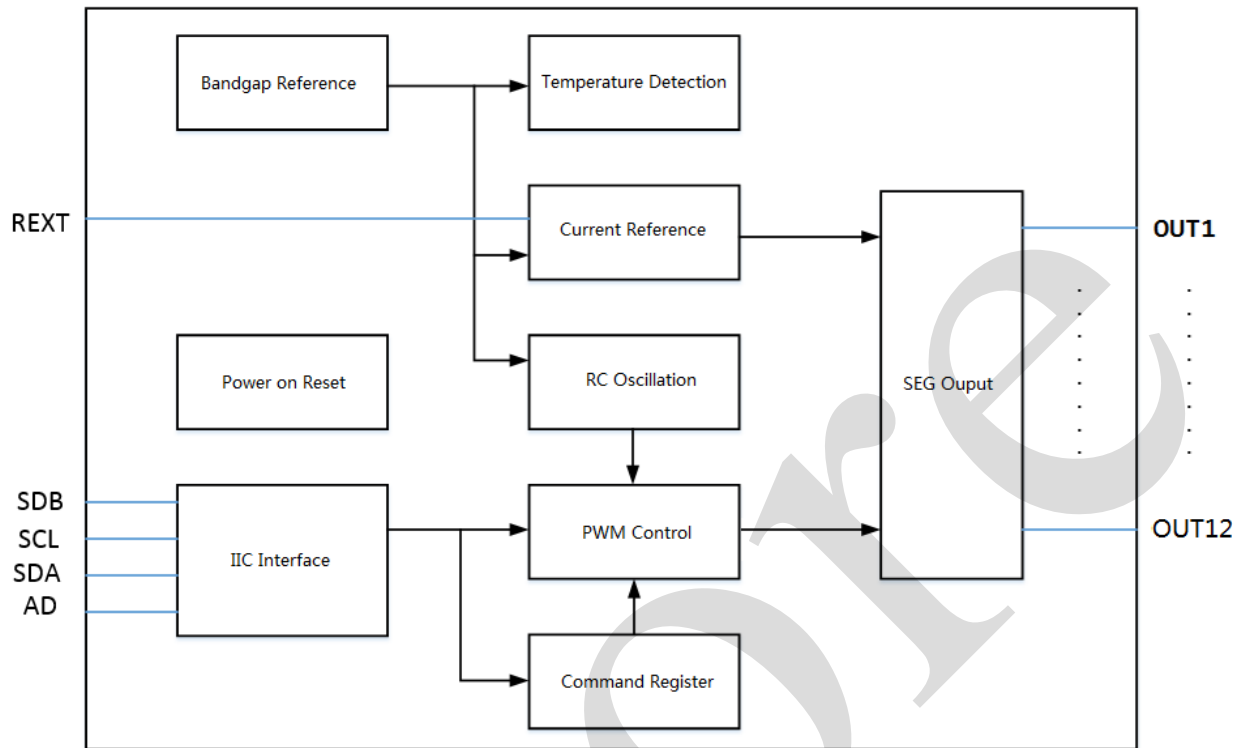 Bandgap Reference
Temperature Detection
REXT
Current Reference
OUT1
Power on Reset
RC Oscillation
SEG Ouput
SDB
SCL
SDA
AD
IIC Interface
PWM Control
OUT12
Command Register
ore